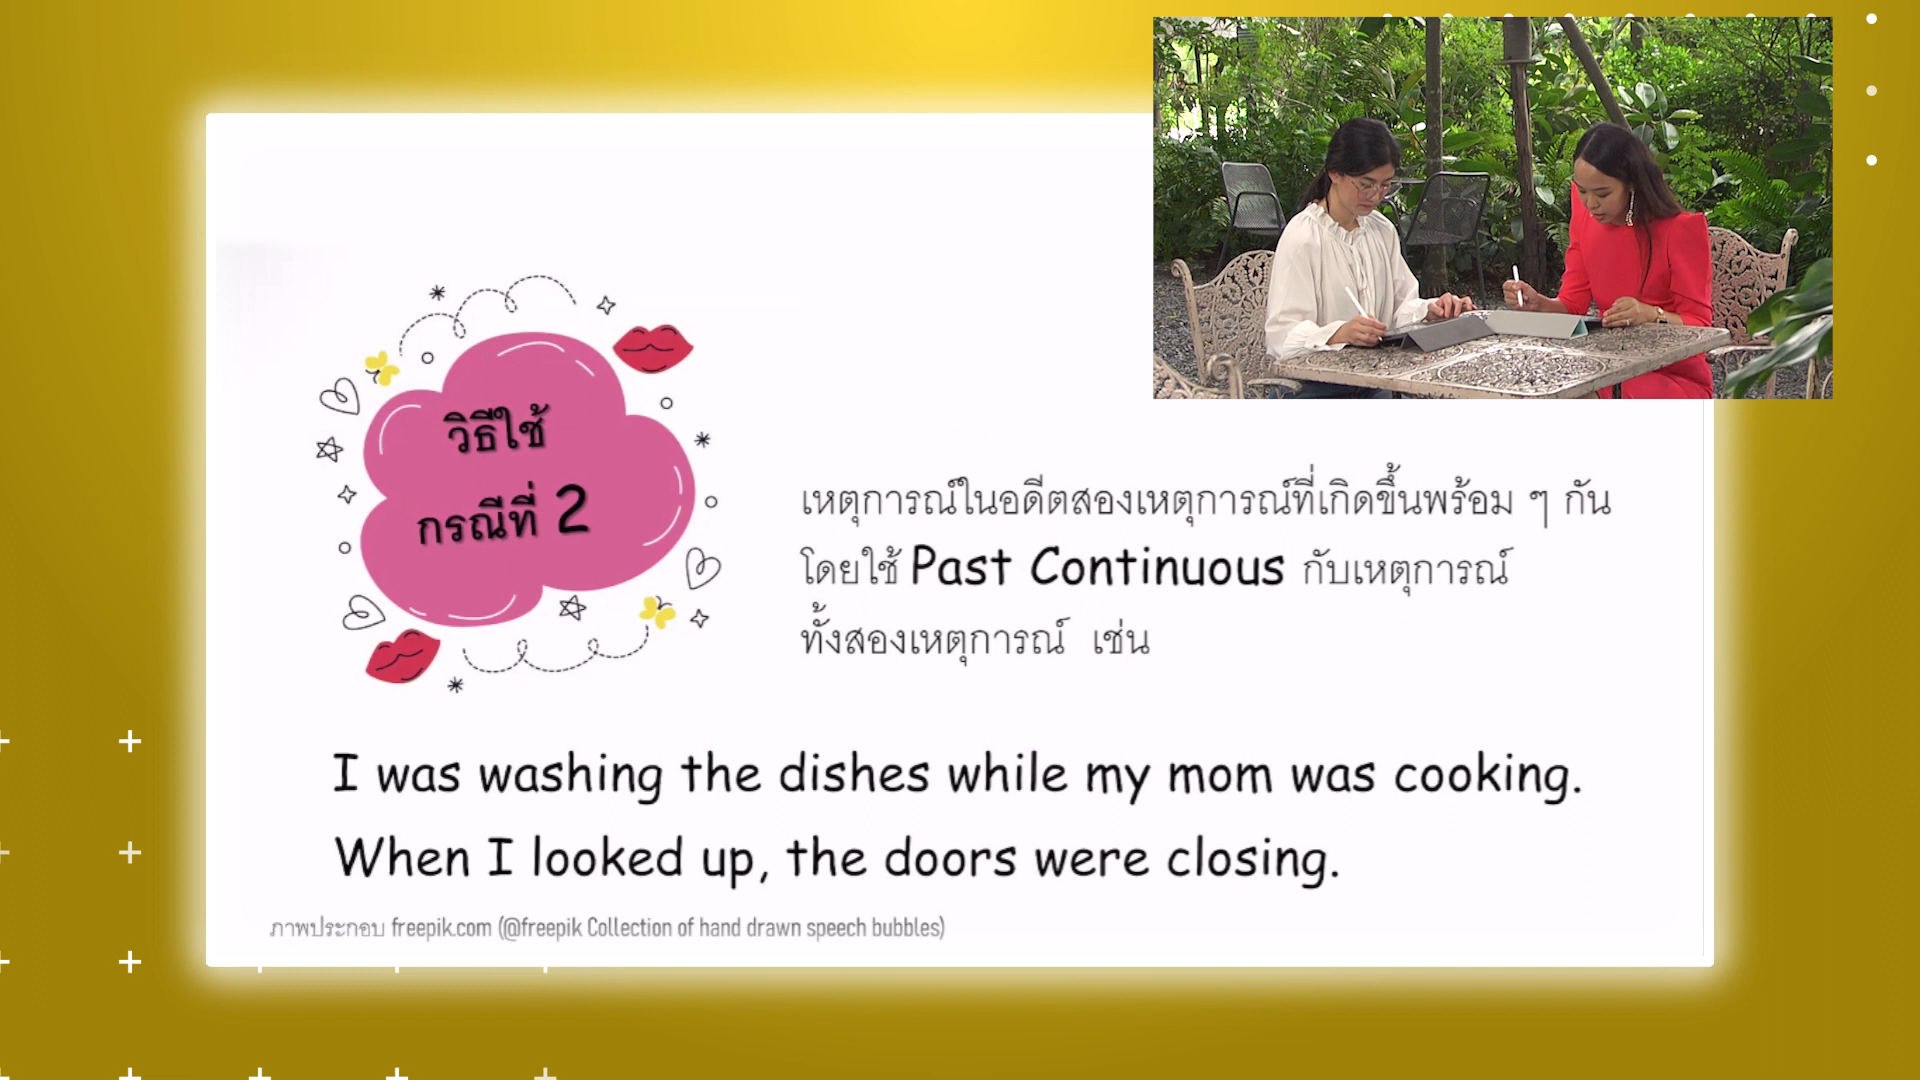 วิธีใช้
กรณีที่ 2
เหตุการณ์ในอดีตสองเหตุการณ์ที่เกิดขึ้นพร้อม ๆ กัน
โดยใช้ Past Continuous กับเหตุการณ์
ทั้งสองเหตุการณ์ เช่น
I was washing the dishes while my mom was cooking.
When I looked up, the doors were closing.
ภาพประกอบ freepik.com (@freepik Collection of hand drawn speech bubbles)